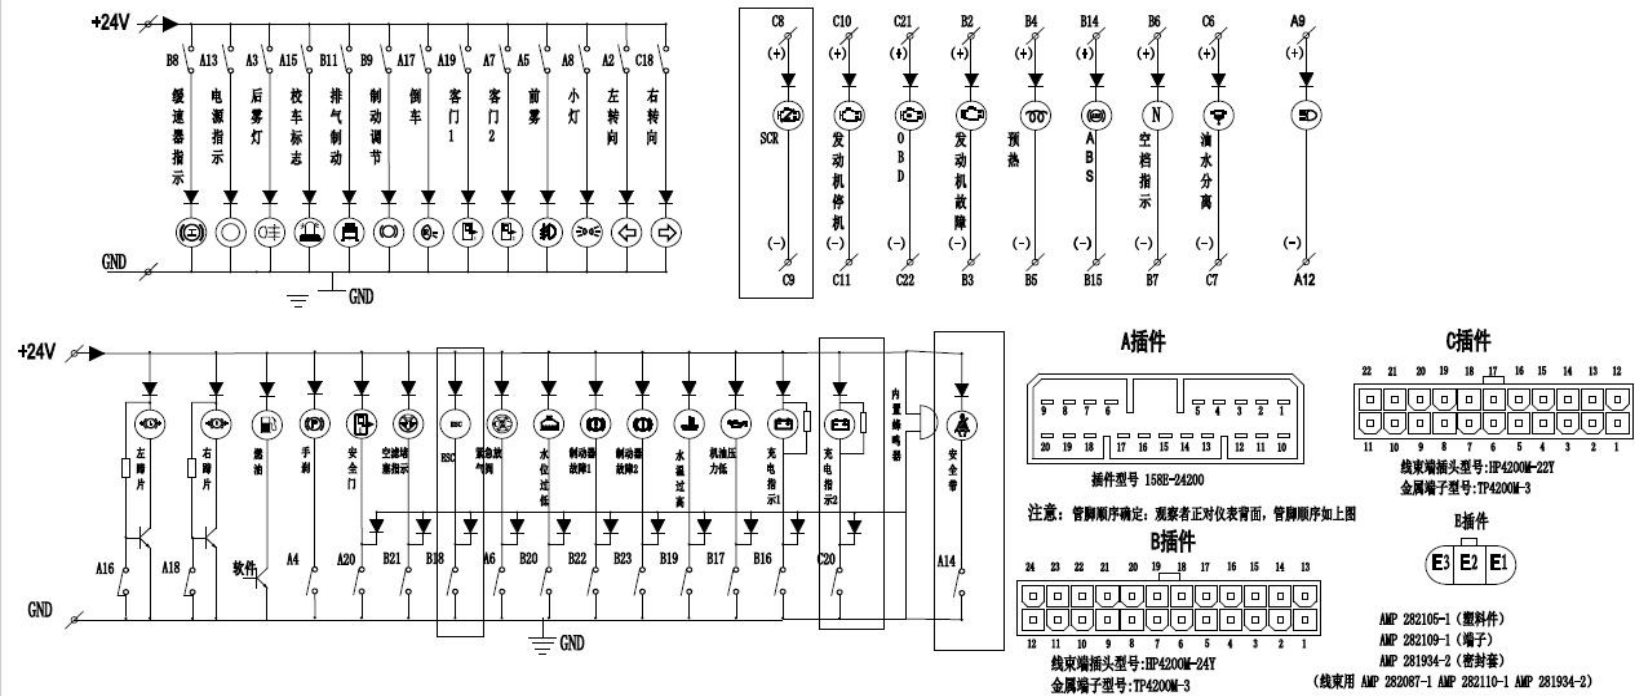 +24V
B8 A13 A3 A15 B11 B9 A17 A19 A7 A5 A8 A2 C18
缓速器指示
电源指示
后雾灯
校车标志
排气制动
制动调节
倒车
客门1
客门2
前雾
小灯
左转向
右转向
GND
GND
C8 C10 C21 B2 B4 B14 B6 C6 A9
(+) (+) (+) (+) (+) (+) (+) (+) (+)
N
SCR
发动机停机
OBD
发动机故障
预热
ABS
空档指示
油水分离
(-) (-) (-) (-) (-) (-) (-) (-) (-)
C9 C11 C22 B3 B5 B15 B7 C7 A12
+24V
ESC
左蹄片
右蹄片
燃油
手刹
安全门
空滤堵塞指示
ESC
紧急放气阀
水位过低
制动器故障1
制动器故障2
水温过高
机油压力低
充电指示1
充电指示2
内置蜂鸣器
安全带
A16 A18 软件 A4 A20 B21 B18 A6 B20 B22 B23 B19 B17 B16 C20 A14
GND
GND
A插件
9 8 7 6 5 4 3 2 1
20 19 18 17 16 15 14 13 12 11 10
插件型号 158E-24200
注意：管脚顺序确定：观察者正对仪表背面，管脚顺序如上图
B插件
24 23 22 21 20 19 18 17 16 15 14 13
12 11 10 9 8 7 6 5 4 3 2 1
线束端插头型号:HP4200M-24Y
金属端子型号:TP4200M-3
C插件
22 21 20 19 18 17 16 15 14 13 12
11 10 9 8 7 6 5 4 3 2 1
线束端插头型号:HP4200M-22Y
金属端子型号:TP4200M-3
E插件
E3 E2 E1
AMP 282105-1（塑料件）
AMP 282109-1（端子）
AMP 281934-2（密封套）
（线束用 AMP 282087-1 AMP 282110-1 AMP 281934-2）